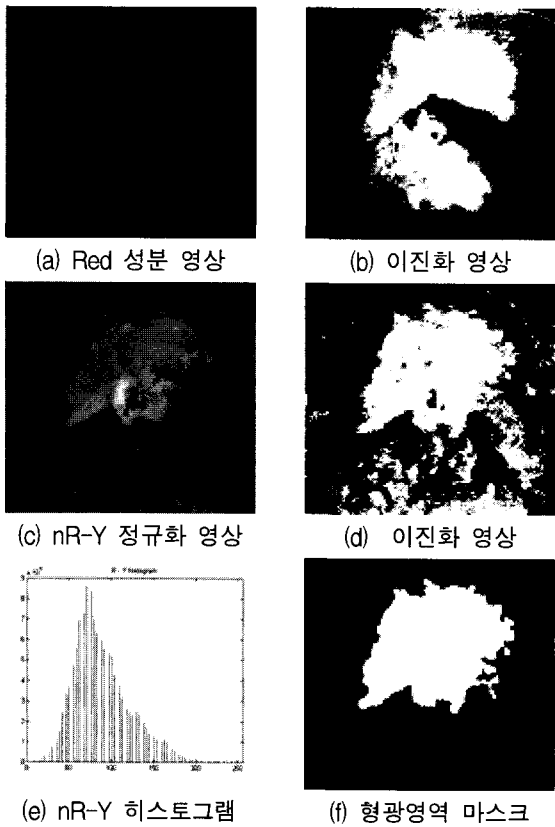 (a) Red 성분 영상
(b) 이진화 영상
(c) nR-Y 정규화 영상
(d) 이진화 영상
(e) nR-Y 히스토그램
(f) 형광영역 마스크